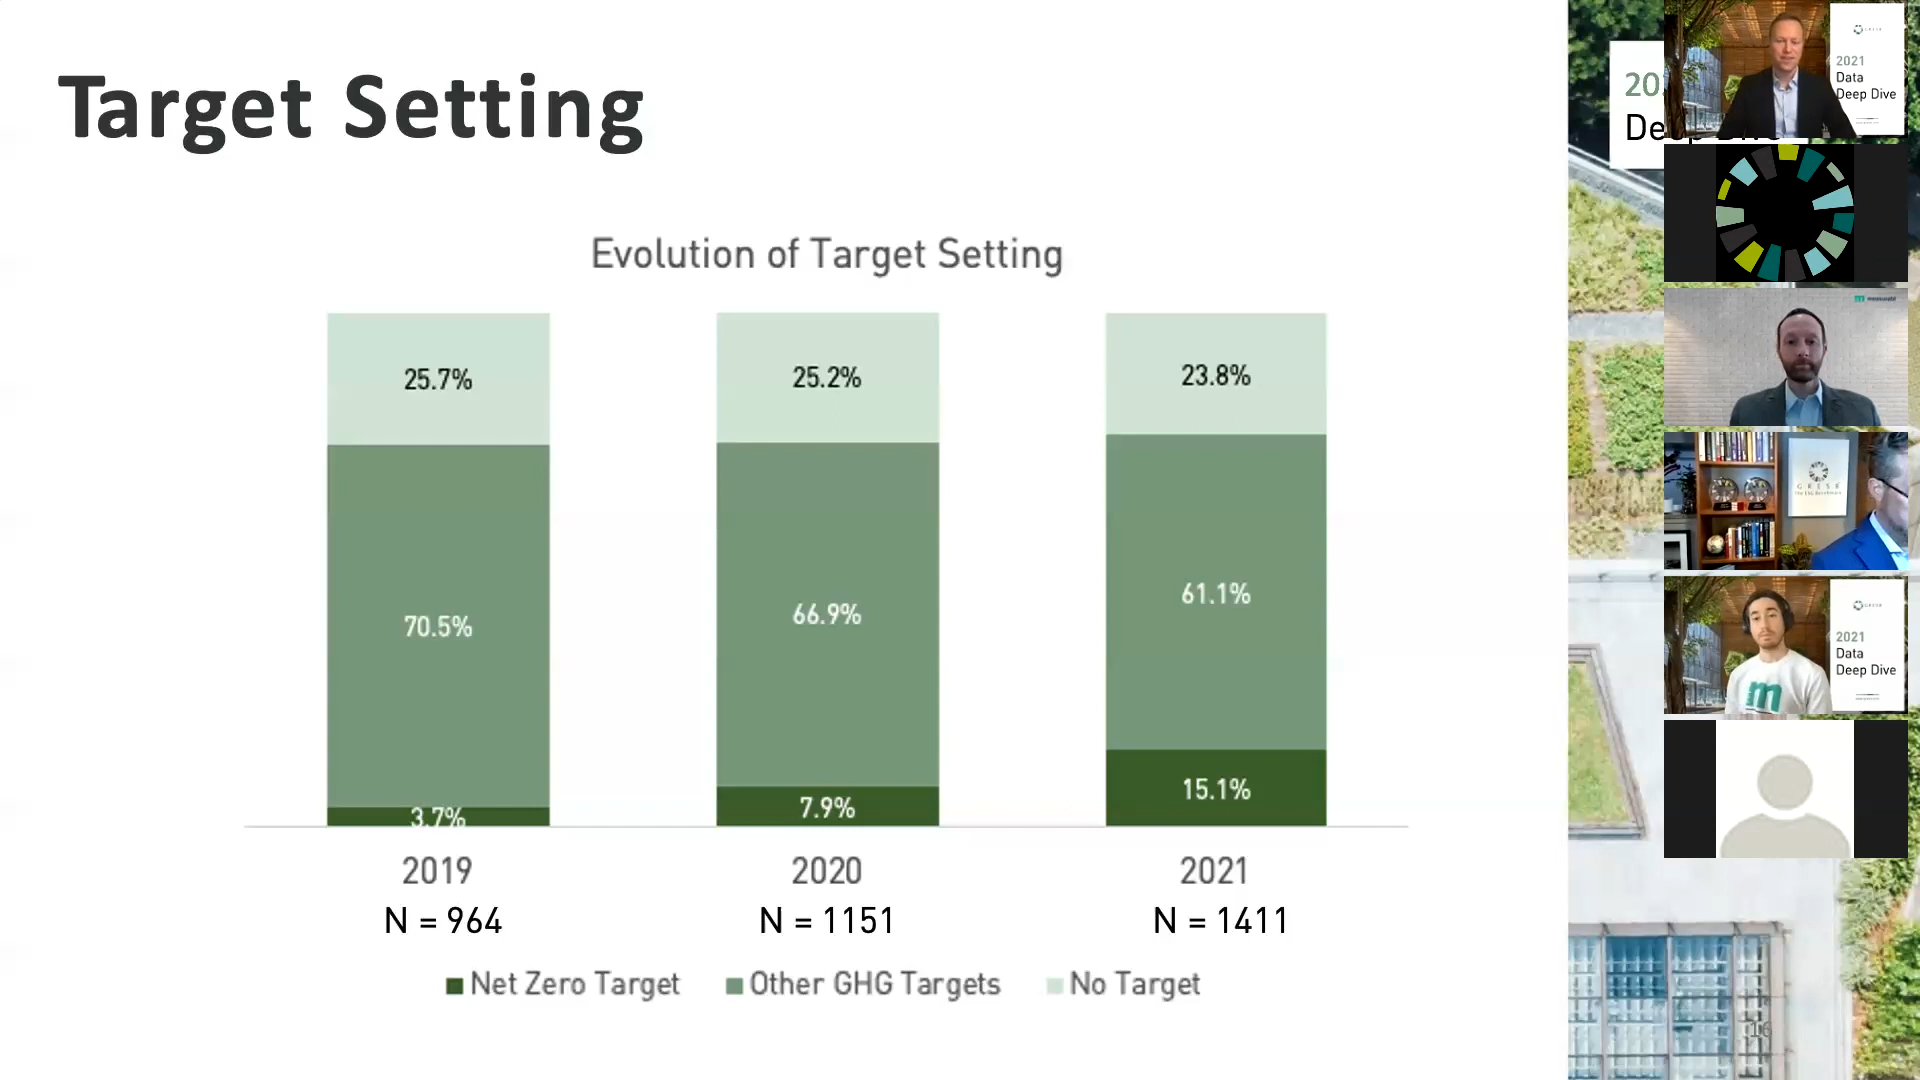 Target Setting
Evolution of Target Setting
25.7%
25.2%
23.8%
70.5%
66.9%
61.1%
3.7%
7.9%
15.1%
2019
2020
2021
N = 964
N = 1151
N = 1411
Net Zero Target
Other GHG Targets
No Target
2021
Data
Deep Dive
GRESB
2021
Data
Deep Dive
16